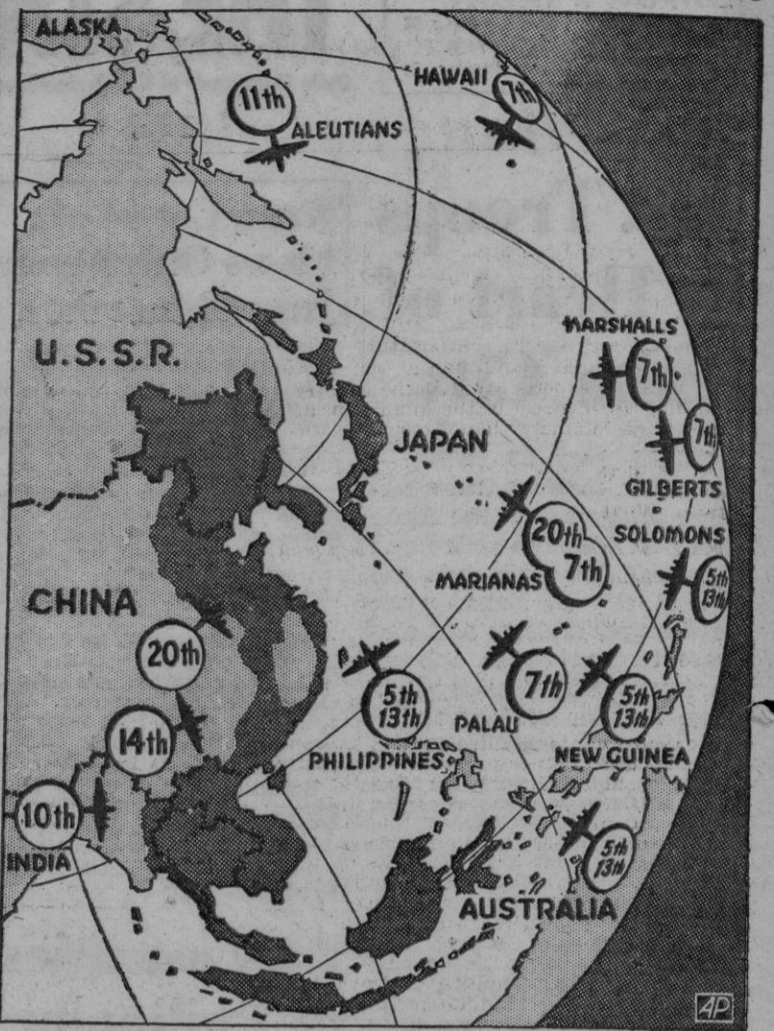 ALASKA
11th
ALEUTIANS
HAWAII
7th
U.S.S.R.
MARSHALLS
7th
7th
GILBERTS
JAPAN
SOLOMONS
5th
13th
20th
7th
MARIANAS
CHINA
20th
14th
10th
INDIA
5th
13th
PHILIPPINES
PALAU
7th
5th
13th
NEW GUINEA
5th
13th
AUSTRALIA
AP